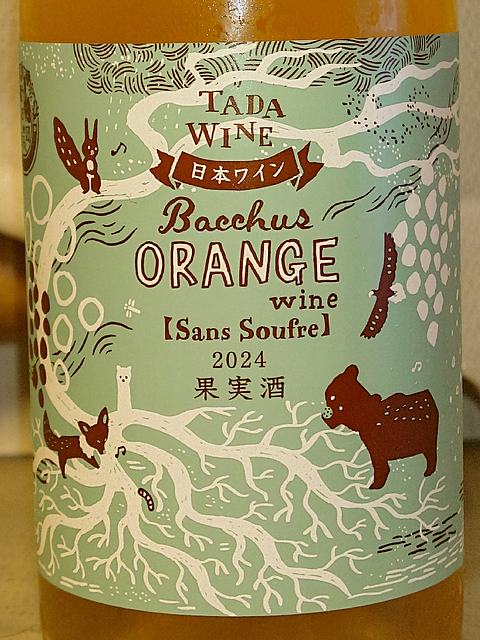 TADA
WINE
日本ワイン
Bacchus
ORANGE
wine
【Sans Soufre】
2024
果実酒